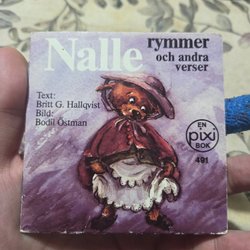 Nalle
rymmer
och andra
verser
Text:
Britt G. Hallqvist
Bild:
Bodil Östman
EN
pixi
BOK
491